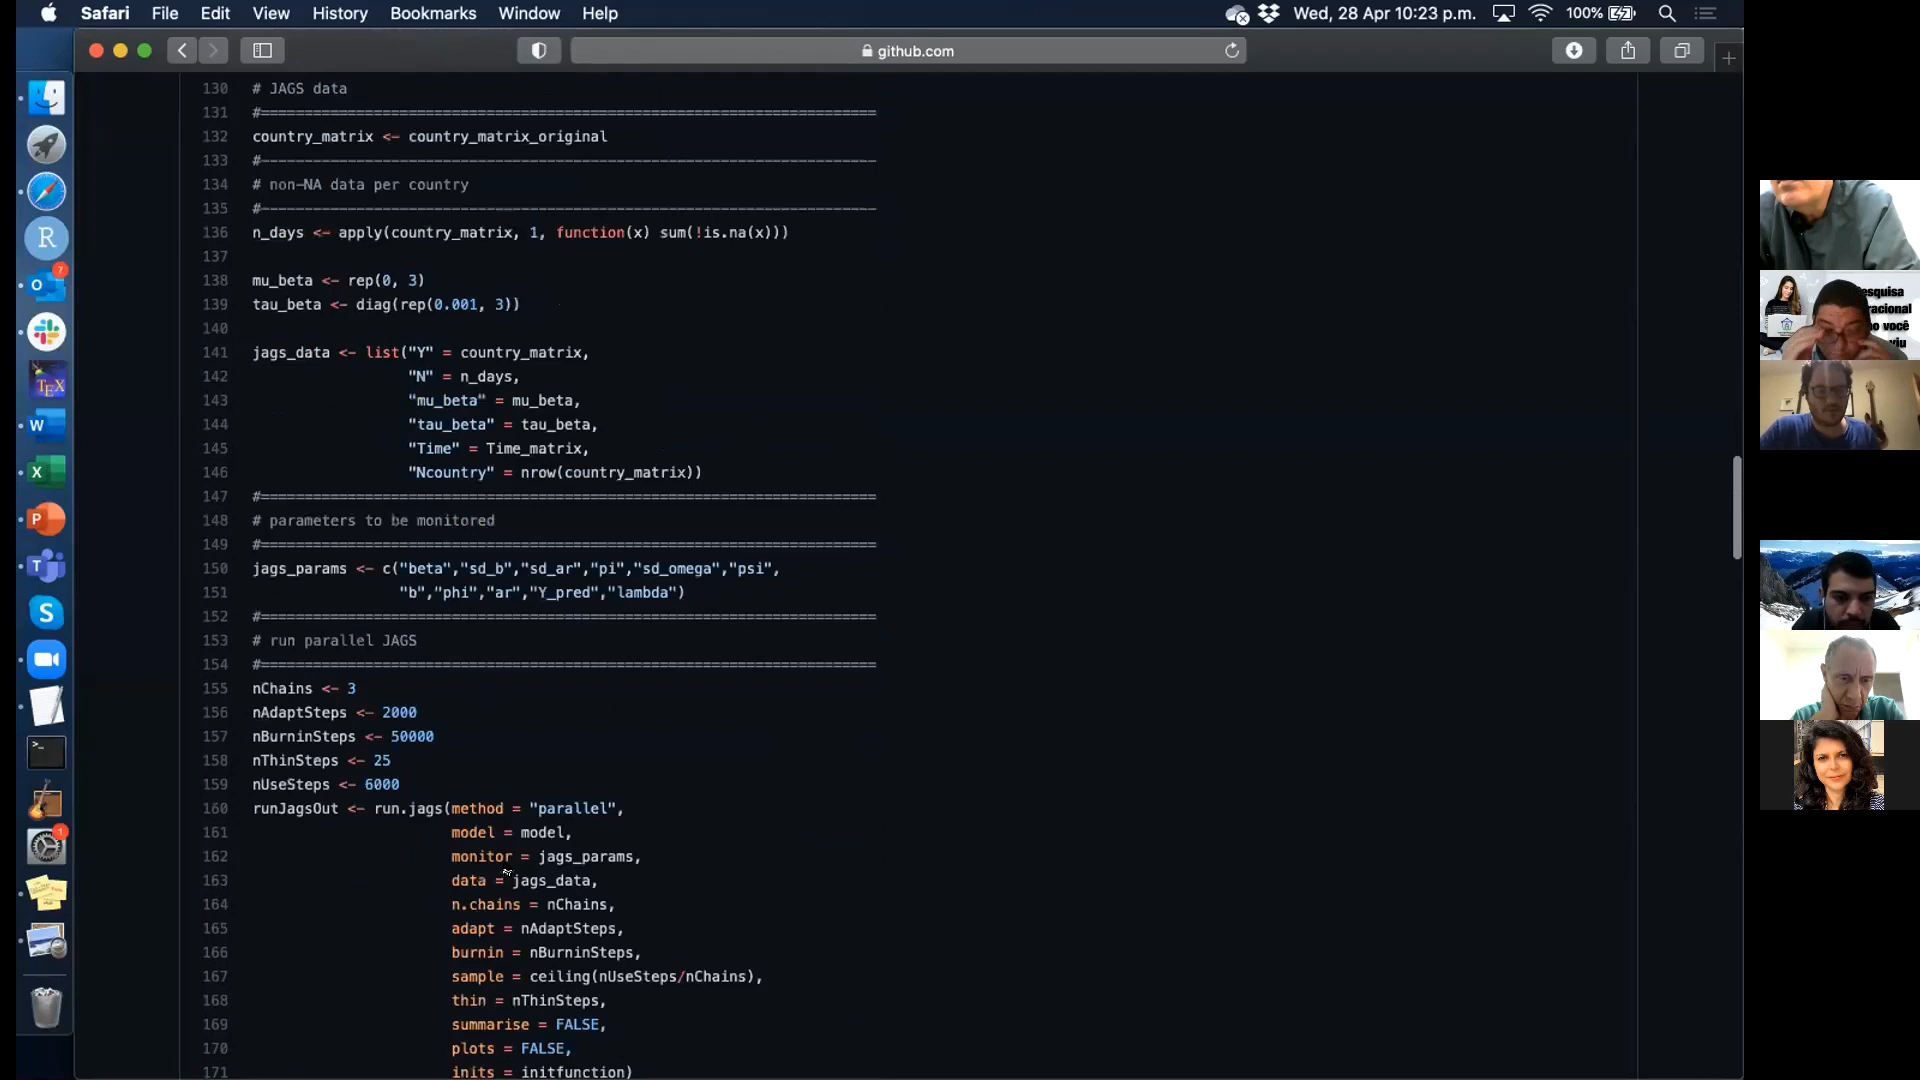 Safari File Edit View History Bookmarks Window Help
100%
Wed, 28 Apr 10:23 p.m.
github.com
130 # JAGS data
131 #========================================================================
132 country_matrix <- country_matrix_original
133 #------------------------------------------------------------------------
134 # non-NA data per country
135 #------------------------------------------------------------------------
136 n_days <- apply(country_matrix, 1, function(x) sum(!is.na(x)))
137
138 mu_beta <- rep(0, 3)
139 tau_beta <- diag(rep(0.001, 3))
140
141 jags_data <- list("Y" = country_matrix,
142 "N" = n_days,
143 "mu_beta" = mu_beta,
144 "tau_beta" = tau_beta,
145 "Time" = Time_matrix,
146 "Ncountry" = nrow(country_matrix))
147 #========================================================================
148 # parameters to be monitored
149 #========================================================================
150 jags_params <- c("beta","sd_b","sd_ar","pi","sd_omega","psi",
151 "b","phi","ar","Y_pred","lambda")
152 #========================================================================
153 # run parallel JAGS
154 #========================================================================
155 nChains <- 3
156 nAdaptSteps <- 2000
157 nBurninSteps <- 50000
158 nThinSteps <- 25
159 nUseSteps <- 6000
160 runJagsOut <- run.jags(method = "parallel",
161 model = model,
162 monitor = jags_params,
163 data = jags_data,
164 n.chains = nChains,
165 adapt = nAdaptSteps,
166 burnin = nBurninSteps,
167 sample = ceiling(nUseSteps/nChains),
168 thin = nThinSteps,
169 summarise = FALSE,
170 plots = FALSE,
171 inits = initfunction)
R
O 7
TEX
W
X
P
T
S
1
esquisa
racional
o você
viu